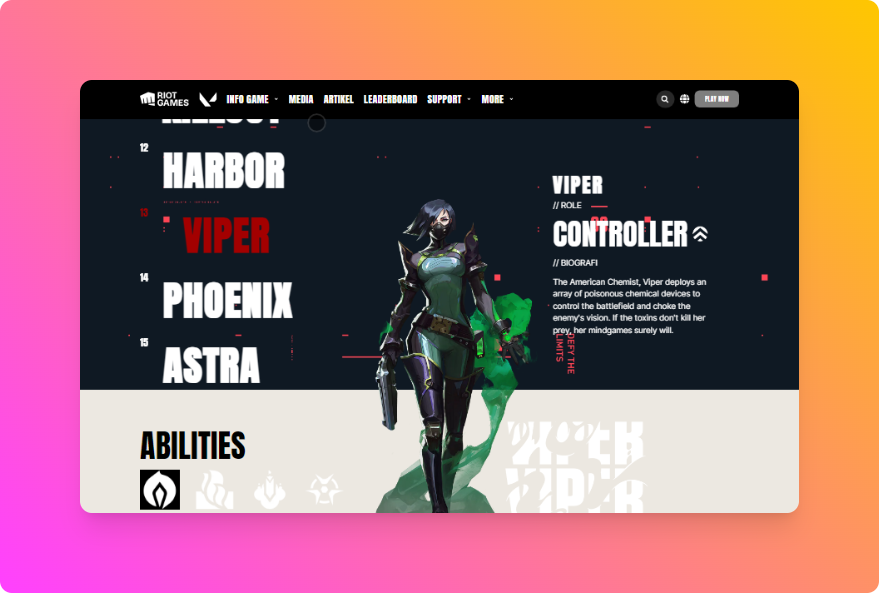 RIOT
GAMES
INFO GAME
MEDIA
ARTIKEL
LEADERBOARD
SUPPORT
MORE
PLAY NOW
12
HARBOR
13
VIPER
14
PHOENIX
15
ASTRA
VIPER
// ROLE
CONTROLLER
// BIOGRAFI
The American Chemist, Viper deploys an
array of poisonous chemical devices to
control the battlefield and choke the
enemy's vision. If the toxins don't kill her
prey, her mindgames surely will.
DEFY THE
LIMITS
ABILITIES
VIPER
VIPER